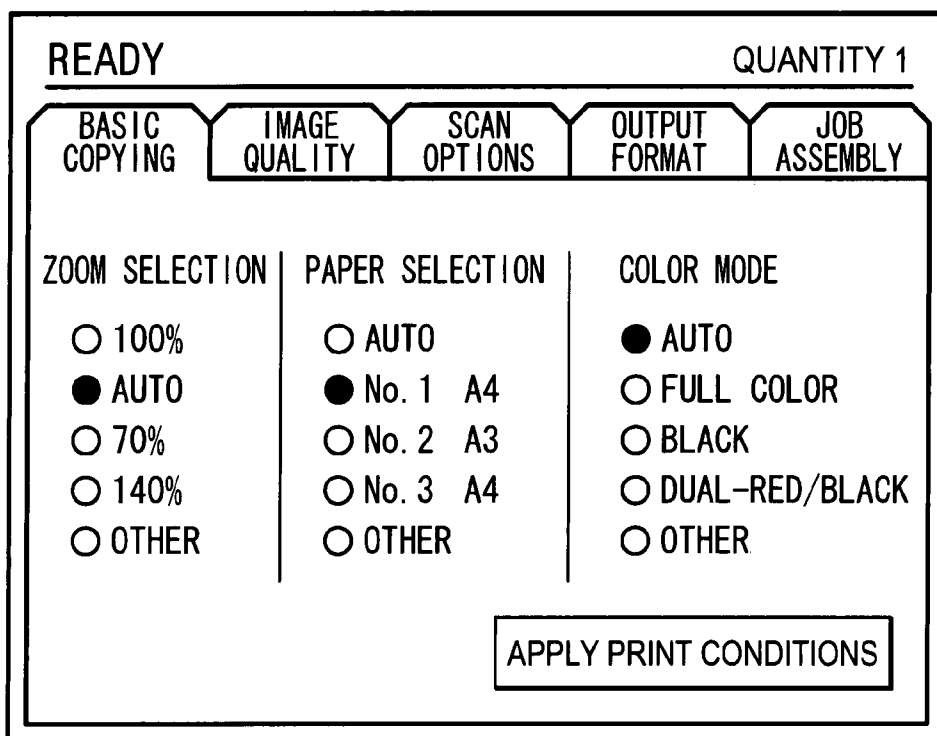 READY
QUANTITY 1
BASIC COPYING
IMAGE QUALITY
SCAN OPTIONS
OUTPUT FORMAT
JOB ASSEMBLY
ZOOM SELECTION
100%
AUTO
70%
140%
OTHER
PAPER SELECTION
AUTO
No. 1 A4
No. 2 A3
No. 3 A4
OTHER
COLOR MODE
AUTO
FULL COLOR
BLACK
DUAL-RED/BLACK
OTHER
APPLY PRINT CONDITIONS